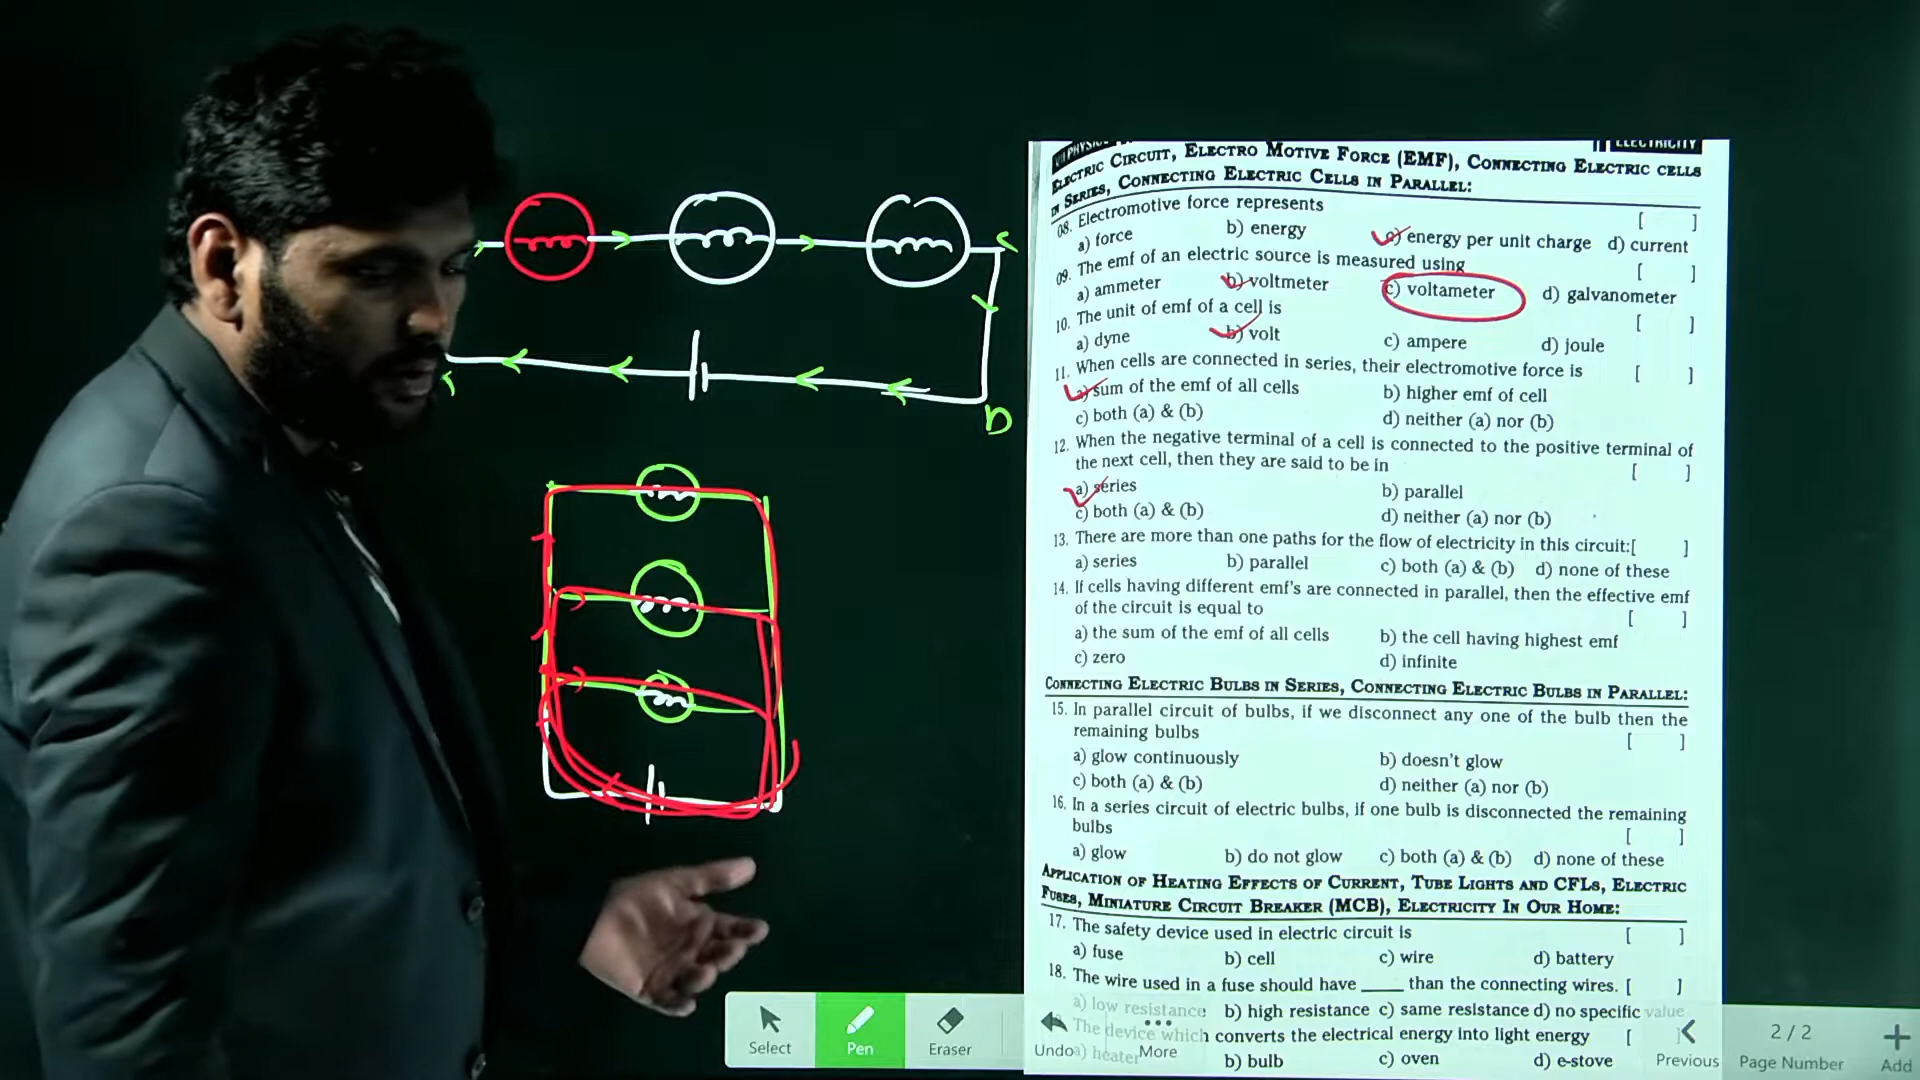 VIII PHYSIC
ELECTRICITY
ELECTRIC CIRCUIT, ELECTRO MOTIVE FORCE (EMF), CONNECTING ELECTRIC CELLS
IN SERIES, CONNECTING ELECTRIC CELLS IN PARALLEL:
08. Electromotive force represents [ ]
a) force b) energy c) energy per unit charge d) current
09. The emf of an electric source is measured using [ ]
a) ammeter b) voltmeter c) voltameter d) galvanometer
10. The unit of emf of a cell is [ ]
a) dyne b) volt c) ampere d) joule
11. When cells are connected in series, their electromotive force is [ ]
a) sum of the emf of all cells b) higher emf of cell
c) both (a) & (b) d) neither (a) nor (b)
12. When the negative terminal of a cell is connected to the positive terminal of
the next cell, then they are said to be in [ ]
a) series b) parallel
c) both (a) & (b) d) neither (a) nor (b)
13. There are more than one paths for the flow of electricity in this circuit:[ ]
a) series b) parallel c) both (a) & (b) d) none of these
14. If cells having different emf's are connected in parallel, then the effective emf
of the circuit is equal to [ ]
a) the sum of the emf of all cells b) the cell having highest emf
c) zero d) infinite
CONNECTING ELECTRIC BULBS IN SERIES, CONNECTING ELECTRIC BULBS IN PARALLEL:
15. In parallel circuit of bulbs, if we disconnect any one of the bulb then the
remaining bulbs [ ]
a) glow continuously b) doesn't glow
c) both (a) & (b) d) neither (a) nor (b)
16. In a series circuit of electric bulbs, if one bulb is disconnected the remaining
bulbs [ ]
a) glow b) do not glow c) both (a) & (b) d) none of these
APPLICATION OF HEATING EFFECTS OF CURRENT, TUBE LIGHTS AND CFLS, ELECTRIC
FUSES, MINIATURE CIRCUIT BREAKER (MCB), ELECTRICITY IN OUR HOME:
17. The safety device used in electric circuit is [ ]
a) fuse b) cell c) wire d) battery
18. The wire used in a fuse should have ____ than the connecting wires. [ ]
a) low resistance b) high resistance c) same resistance d) no specific value
The device which converts the electrical energy into light energy [ ]
a) heater b) bulb c) oven d) e-stove
C
D
Select Pen Eraser Undo More Previous 2 / 2 Page Number Add